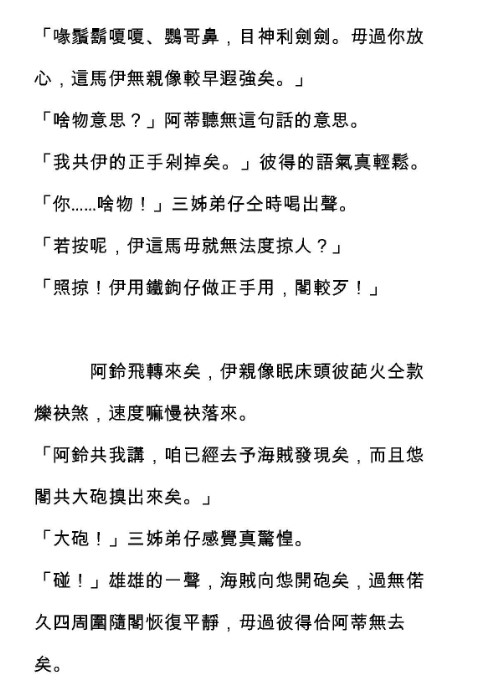 「喙鬚鬍嗄嗄、鸚哥鼻，目神利劍劍。毋過你放
心，這馬伊無親像較早遐強矣。」
「啥物意思？」阿蒂聽無這句話的意思。
「我共伊的正手剁掉矣。」彼得的語氣真輕鬆。
「你……啥物！」三姊弟仔仝時喝出聲。
「若按呢，伊這馬毋就無法度掠人？」
「照掠！伊用鐵鉤仔做正手用，閣較歹！」
阿鈴飛轉來矣，伊親像眠床頭彼葩火仝款
爍袂煞，速度嘛慢袂落來。
「阿鈴共我講，咱已經去予海賊發現矣，而且怹
閣共大砲摸出來矣。」
「大砲！」三姊弟仔感覺真驚惶。
「碰！」雄雄的一聲，海賊向怹開砲矣，過無偌
久四周圍隨閣恢復平靜，毋過彼得佮阿蒂無去
矣。